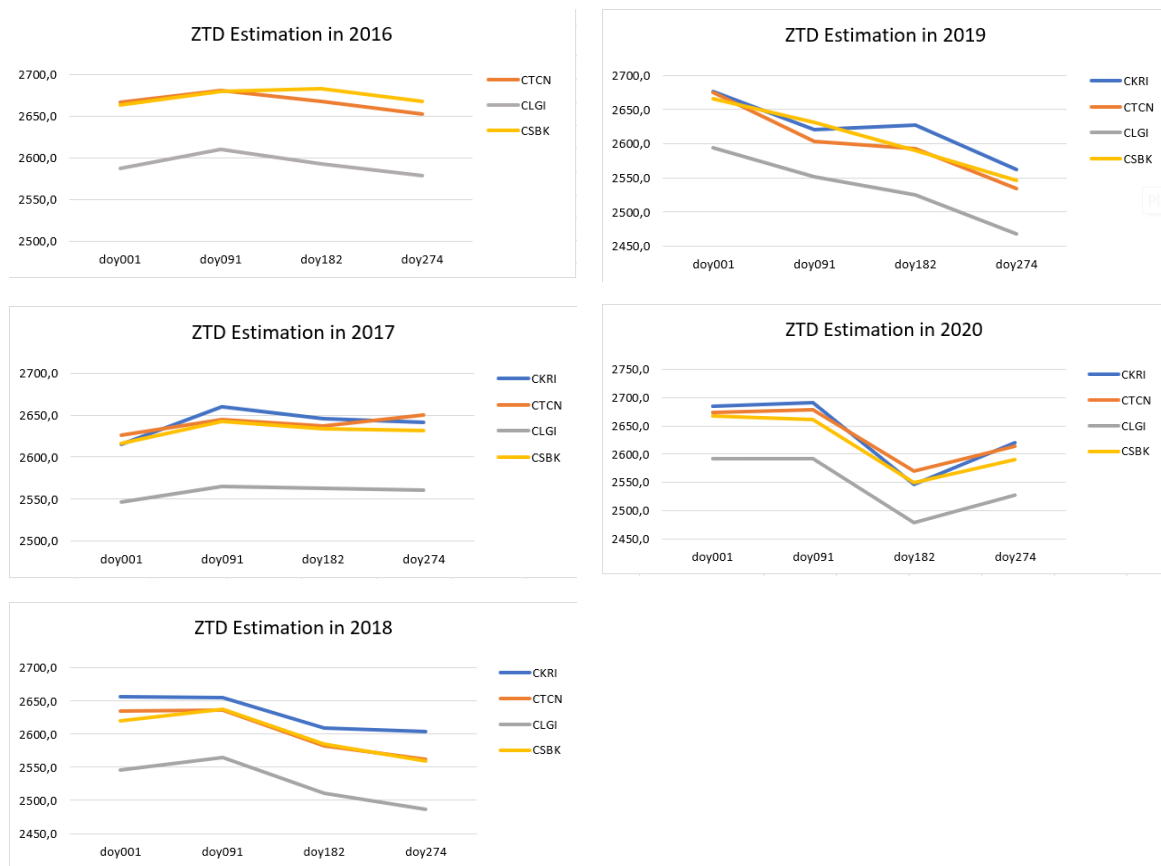 ZTD Estimation in 2016
2700,0
2650,0
2600,0
2550,0
2500,0
doy001 doy091 doy182 doy274
CTCN
CLGI
CSBK
ZTD Estimation in 2019
2700,0
2650,0
2600,0
2550,0
2500,0
2450,0
doy001 doy091 doy182 doy274
CKRI
CTCN
CLGI
CSBK
ZTD Estimation in 2017
2700,0
2650,0
2600,0
2550,0
2500,0
doy001 doy091 doy182 doy274
CKRI
CTCN
CLGI
CSBK
ZTD Estimation in 2020
2750,0
2700,0
2650,0
2600,0
2550,0
2500,0
2450,0
doy001 doy091 doy182 doy274
CKRI
CTCN
CLGI
CSBK
ZTD Estimation in 2018
2700,0
2650,0
2600,0
2550,0
2500,0
2450,0
doy001 doy091 doy182 doy274
CKRI
CTCN
CLGI
CSBK